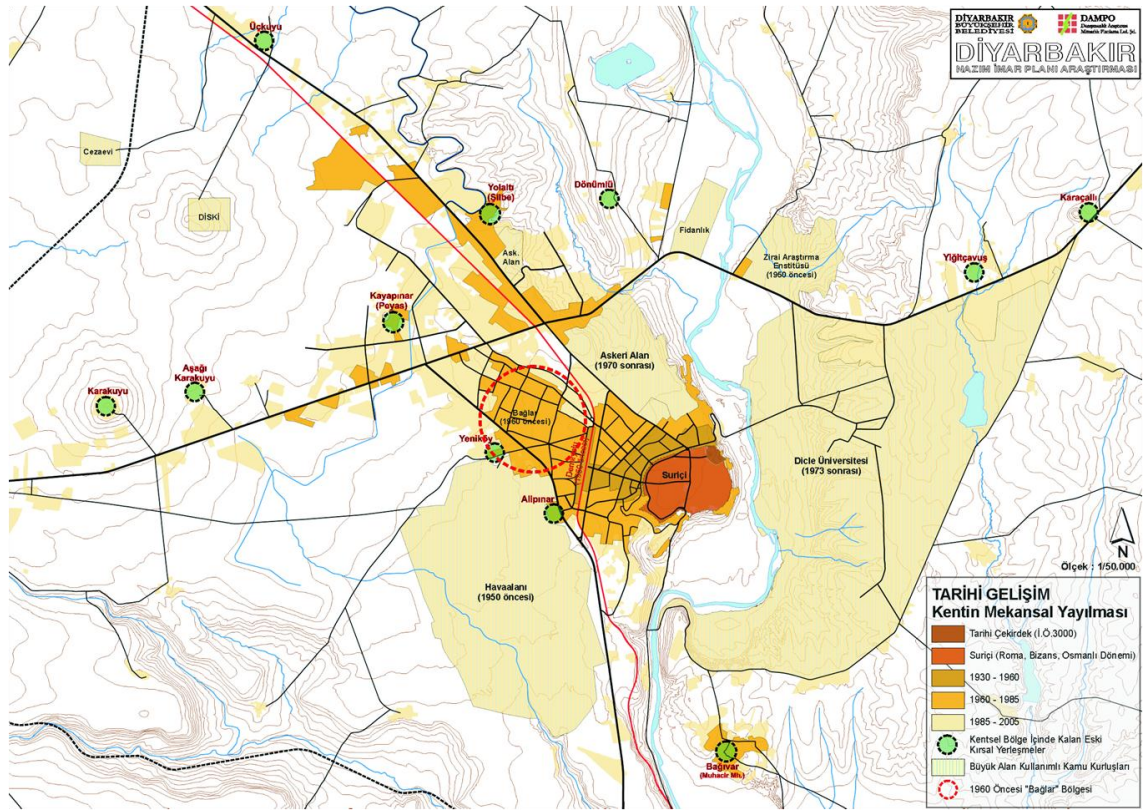 DİYARBAKIR
BÜYÜKŞEHİR
BELEDİYESİ
DAMPO
DİYARBAKIR
NAZIM İMAR PLANI ARAŞTIRMASI
Üçkuyu
Cezaevi
DİSKİ
Yolaltı
(Şilbe)
Dönümlü
Karaçallı
Ask.
Alan
Fidanlık
Zirai Araştırma
Enstitüsü
(1960 öncesi)
Yiğitçavuş
Kayapınar
(Peyas)
Askeri Alan
(1970 sonrası)
Aşağı
Karakuyu
Karakuyu
Bağlar
(1960 öncesi)
Yeniköy
Suriçi
Dicle Üniversitesi
(1973 sonrası)
Alipınar
Havaalanı
(1950 öncesi)
N
Ölçek : 1/50.000
TARİHİ GELİŞİM
Kentin Mekansal Yayılması
Tarihi Çekirdek (İ.Ö.3000)
Suriçi (Roma, Bizans, Osmanlı Dönemi)
1930 - 1960
1960 - 1985
1985 - 2005
Kentsel Bölge İçinde Kalan Eski
Kırsal Yerleşmeler
Büyük Alan Kullanımlı Kamu Kurluşları
1960 Öncesi "Bağlar" Bölgesi
Bağıvar
(Muhacir Mh.)